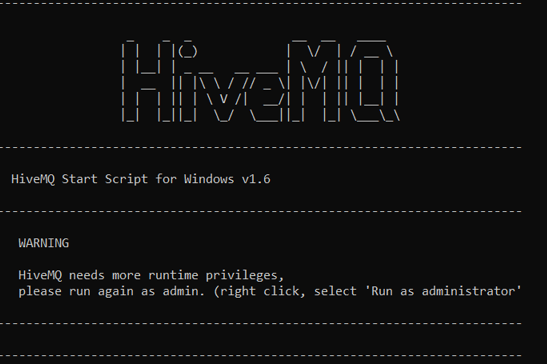 --------------------------------------------------------------------------
HiveMQ
--------------------------------------------------------------------------
HiveMQ Start Script for Windows v1.6
--------------------------------------------------------------------------
WARNING
HiveMQ needs more runtime privileges,
please run again as admin. (right click, select 'Run as administrator'
--------------------------------------------------------------------------
--------------------------------------------------------------------------